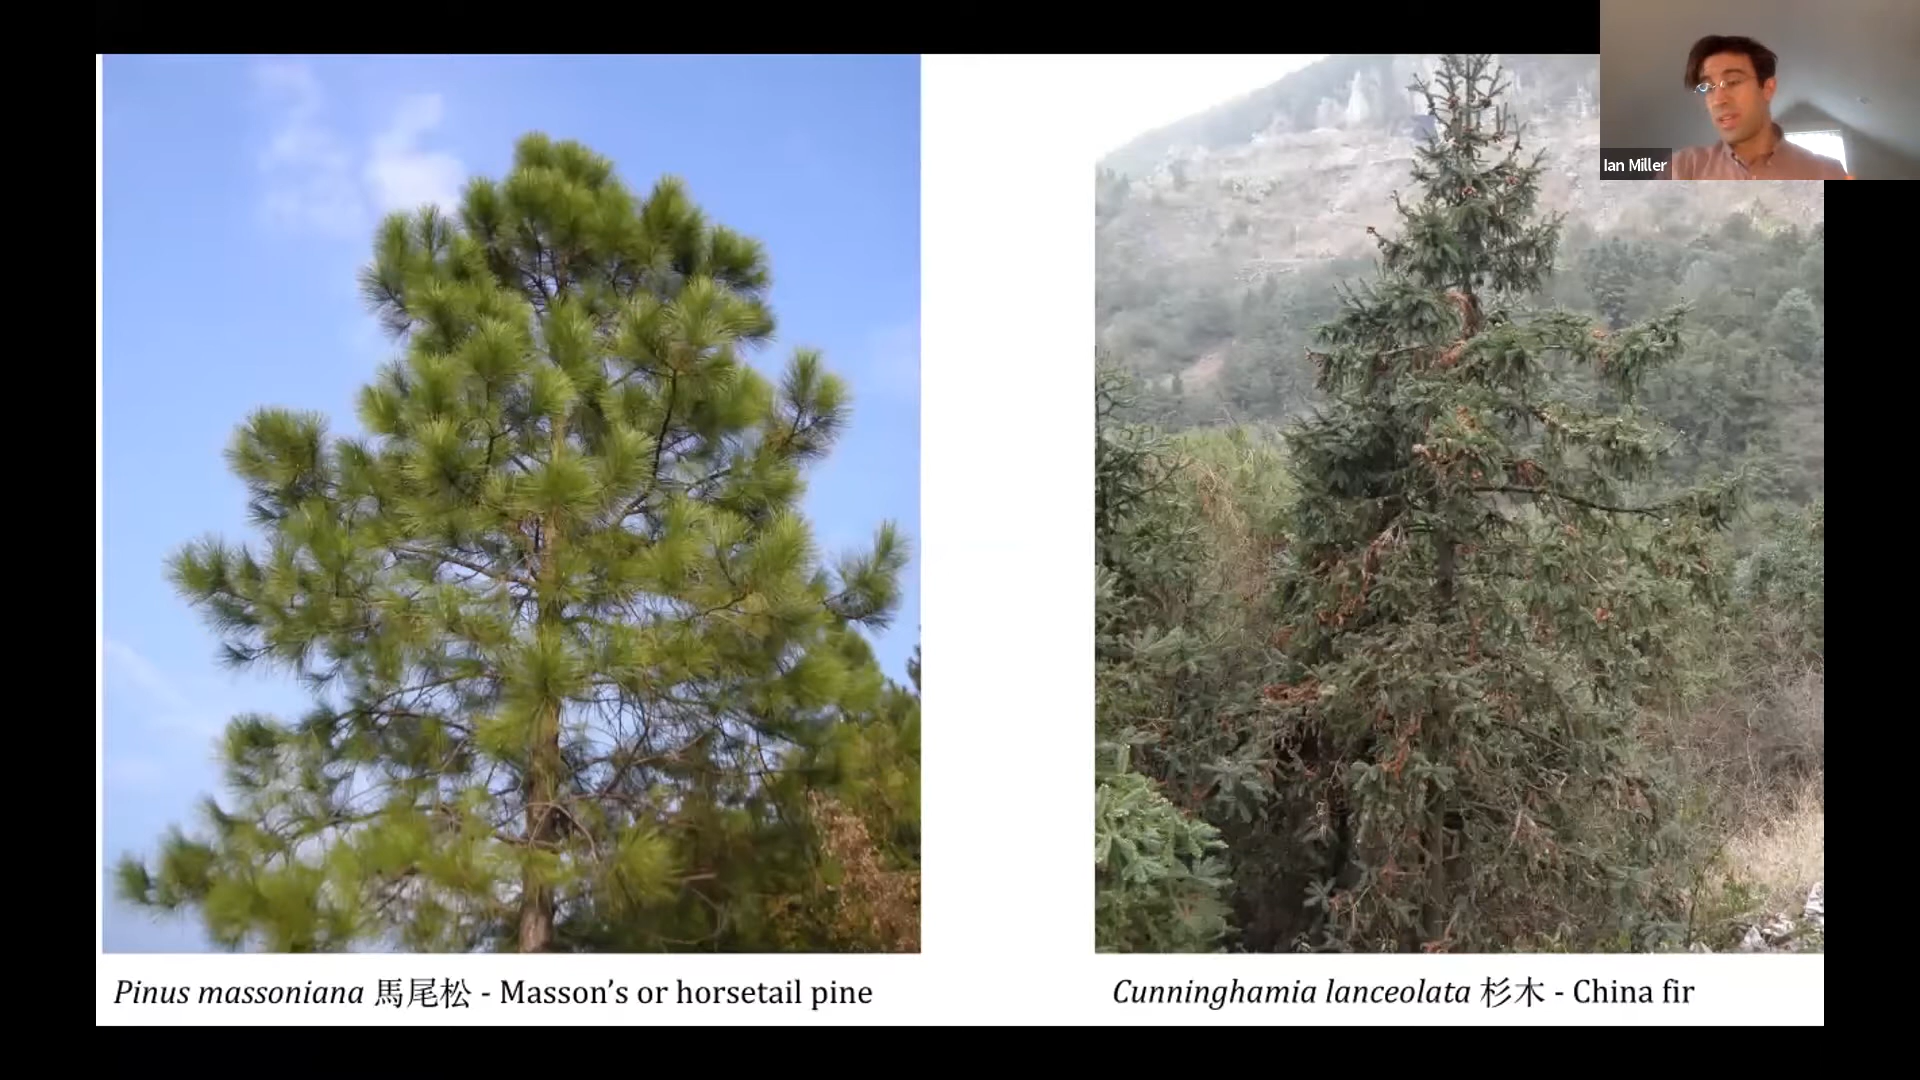 Ian Miller
Pinus massoniana 馬尾松 - Masson's or horsetail pine
Cunninghamia lanceolata 杉木 - China fir